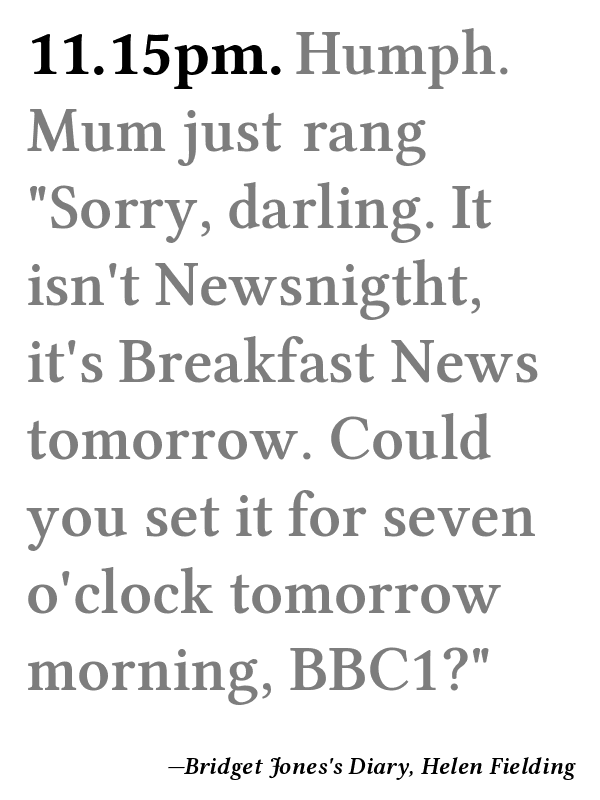 11.15pm. Humph.
Mum just rang
"Sorry, darling. It
isn't Newsnigtht,
it's Breakfast News
tomorrow. Could
you set it for seven
o'clock tomorrow
morning, BBC1?"
—Bridget Jones's Diary, Helen Fielding